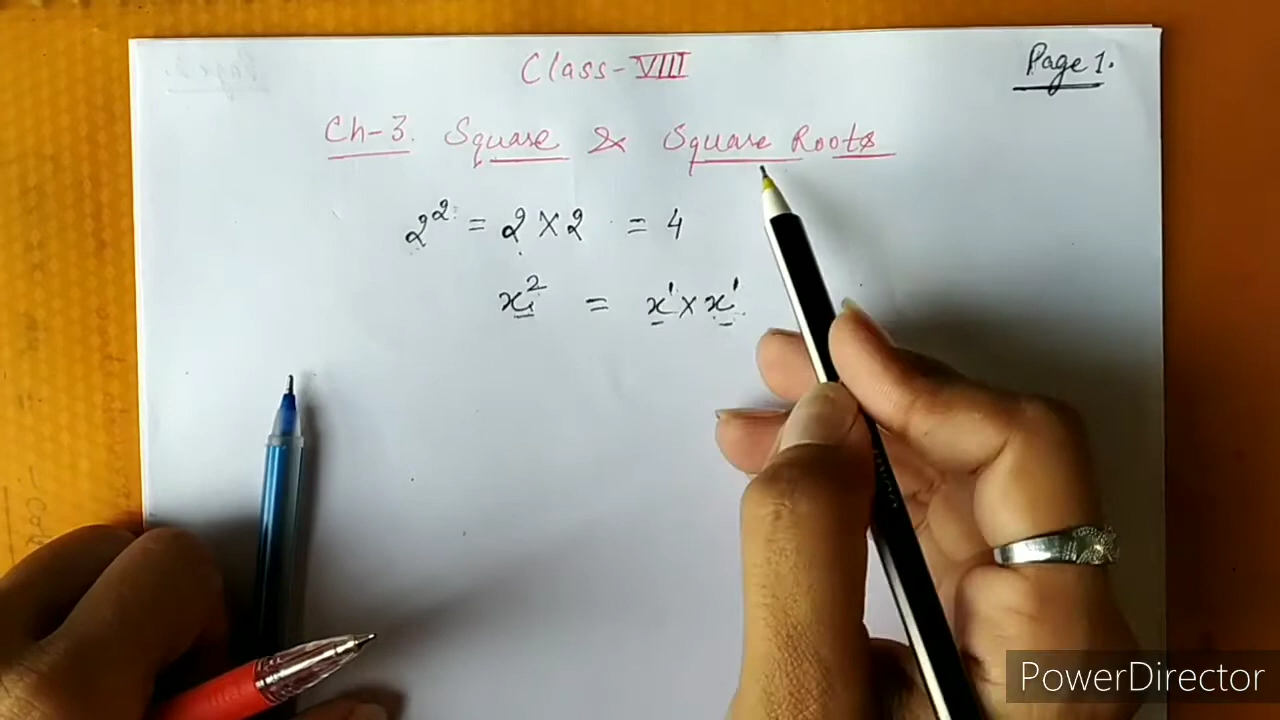 Class-VIII
Page 1.
Ch-3. Square & Square Roots
2² = 2 × 2 = 4
x² = x¹ × x¹
PowerDirector